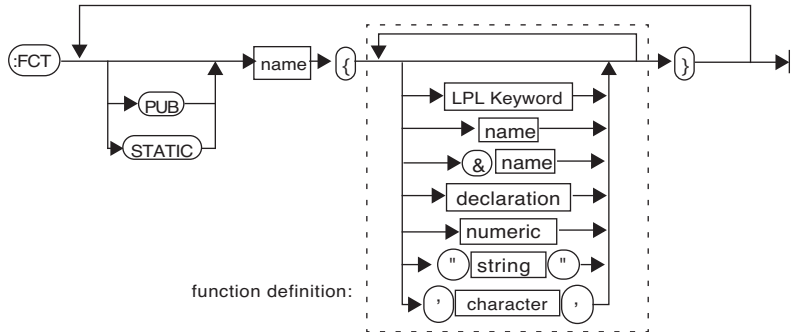 :FCT PUB STATIC name { }
LPL Keyword
name
& name
declaration
numeric
" string "
' character '
function definition: